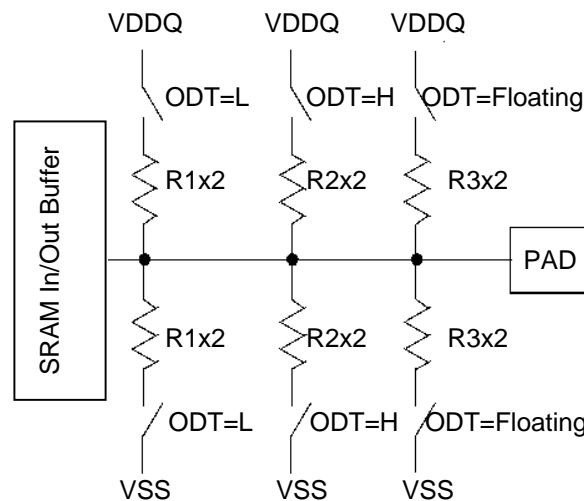 VDDQ VDDQ VDDQ
ODT=L ODT=H ODT=Floating
R1x2 R2x2 R3x2
SRAM In/Out Buffer
PAD
R1x2 R2x2 R3x2
ODT=L ODT=H ODT=Floating
VSS VSS VSS